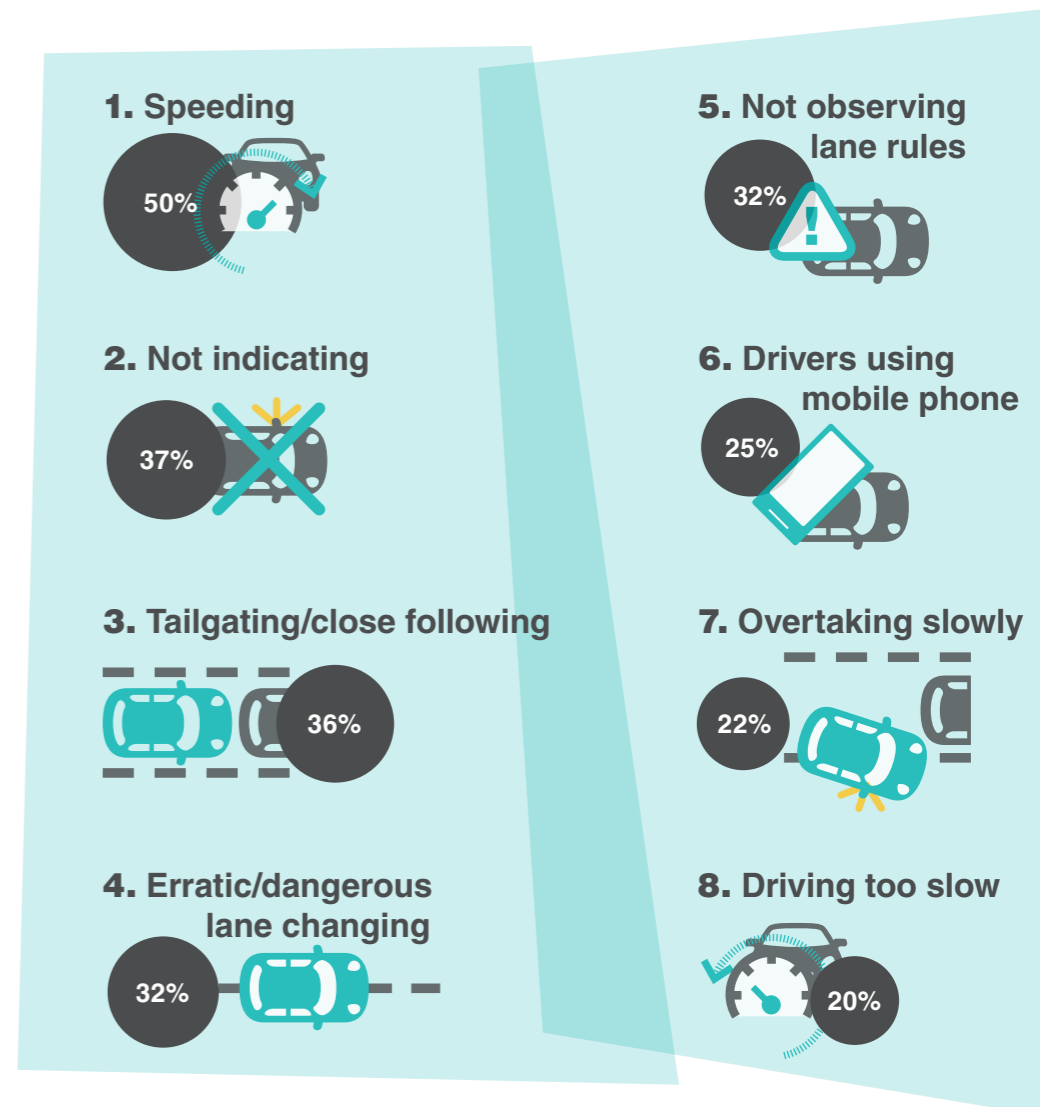 1. Speeding
50%
2. Not indicating
37%
3. Tailgating/close following
36%
4. Erratic/dangerous
lane changing
32%
5. Not observing
lane rules
32%
!
6. Drivers using
mobile phone
25%
7. Overtaking slowly
22%
8. Driving too slow
20%